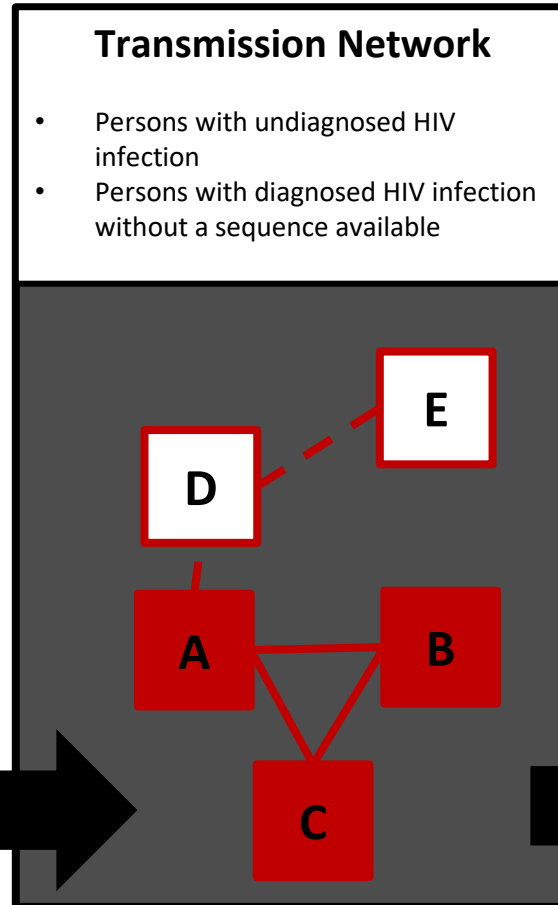 Transmission Network
• Persons with undiagnosed HIV
infection
• Persons with diagnosed HIV infection
without a sequence available
E
D
A
B
C